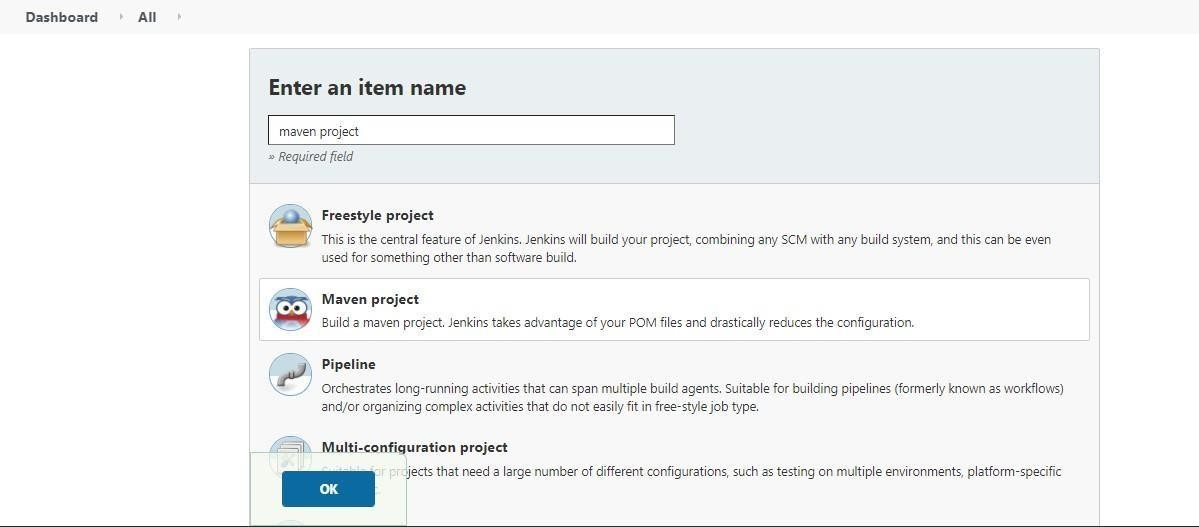 Dashboard All
Enter an item name
maven project
» Required field
Freestyle project
This is the central feature of Jenkins. Jenkins will build your project, combining any SCM with any build system, and this can be even
used for something other than software build.
Maven project
Build a maven project. Jenkins takes advantage of your POM files and drastically reduces the configuration.
Pipeline
Orchestrates long-running activities that can span multiple build agents. Suitable for building pipelines (formerly known as workflows)
and/or organizing complex activities that do not easily fit in free-style job type.
Multi-configuration project
Suitable for projects that need a large number of different configurations, such as testing on multiple environments, platform-specific
OK